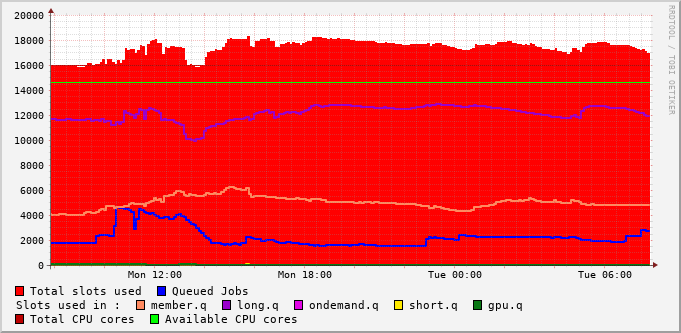 RRDTOOL / TOBI OETIKER
20000
18000
16000
14000
12000
10000
8000
6000
4000
2000
0
Mon 12:00 Mon 18:00 Tue 00:00 Tue 06:00
Total slots used Queued Jobs
Slots used in : member.q long.q ondemand.q short.q gpu.q
Total CPU cores Available CPU cores